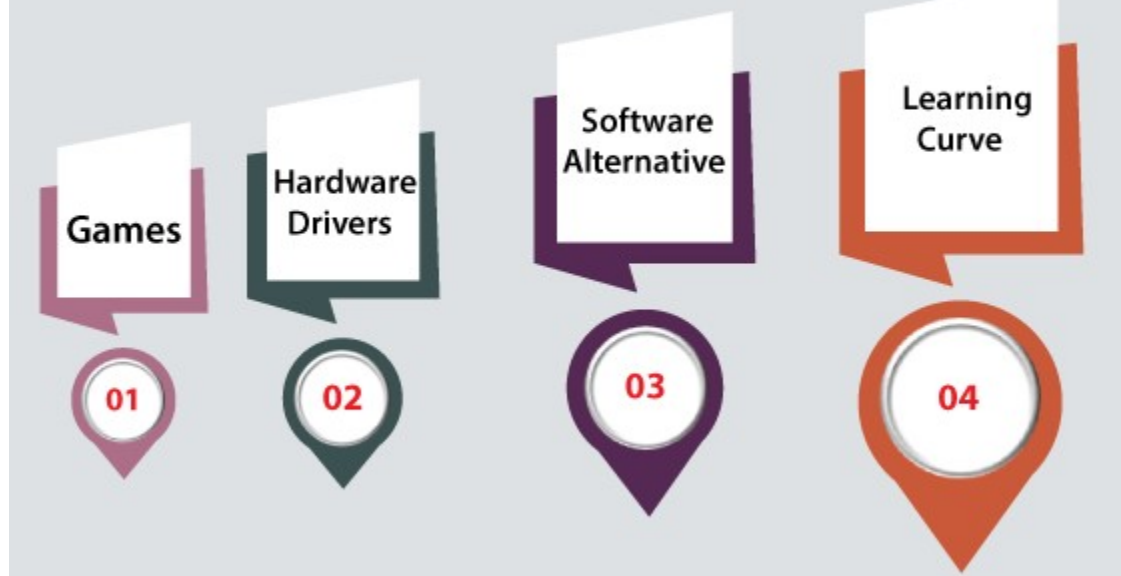 Games
01
Hardware
Drivers
02
Software
Alternative
03
Learning
Curve
04